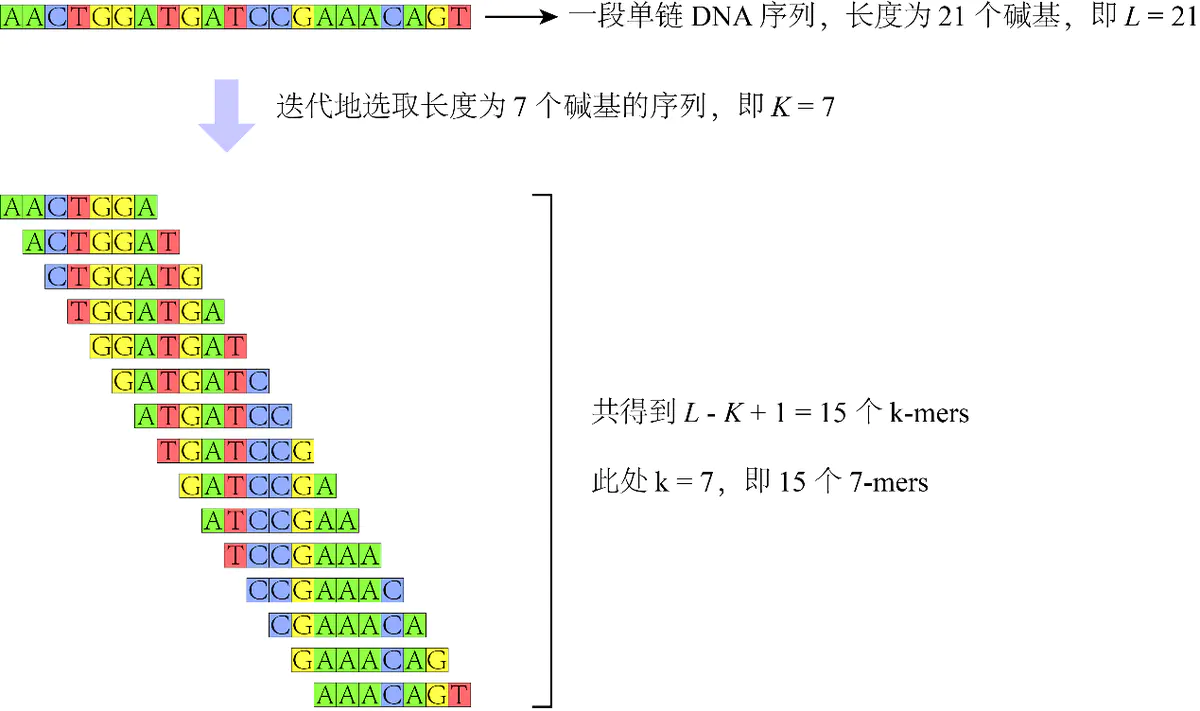 AACTGGATGATCCGAAACAGT 一段单链 DNA 序列，长度为 21 个碱基，即 L = 21
迭代地选取长度为 7 个碱基的序列，即 K = 7
AACTGGA
ACTGGAT
CTGGATG
TGGATGA
GGATGAT
GATGATC
ATGATCC
TGATCCG
GATCCGA
ATCCGAA
TCCGAAA
CCGAAAC
CGAAACA
GAAACAG
AAACAGT
共得到 L - K + 1 = 15 个 k-mers
此处 k = 7，即 15 个 7-mers